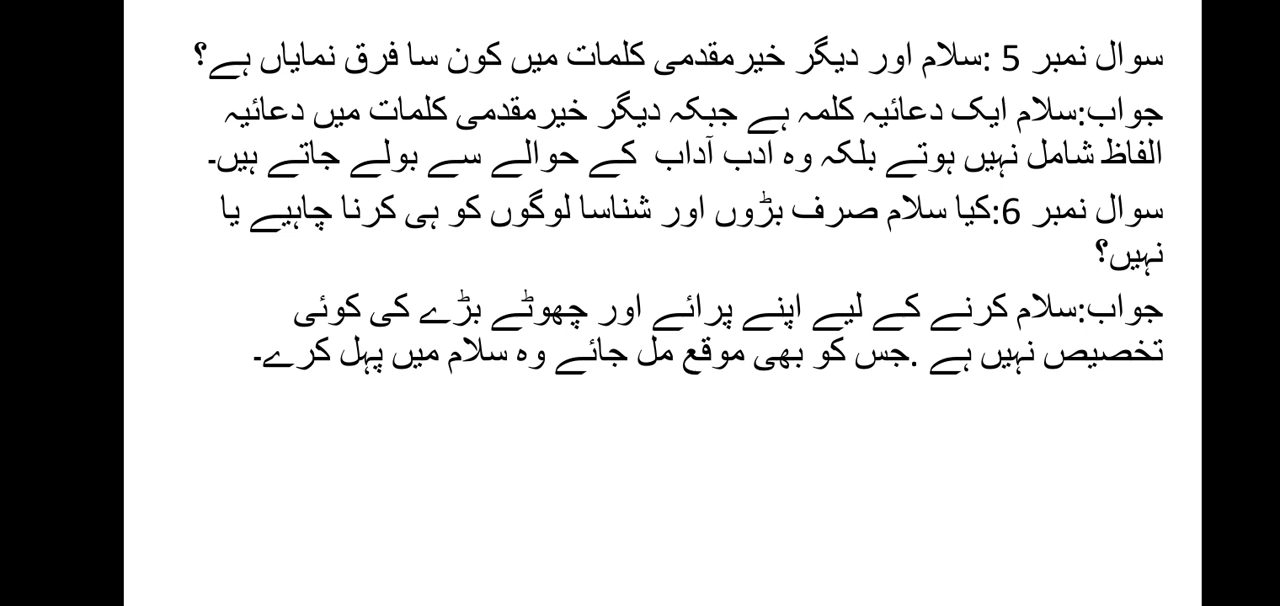 سوال نمبر 5 :سلام اور دیگر خیرمقدمی کلمات میں کون سا فرق نمایاں ہے؟
جواب:سلام ایک دعائیہ کلمہ ہے جبکہ دیگر خیرمقدمی کلمات میں دعائیہ
الفاظ شامل نہیں ہوتے بلکہ وہ ادب آداب  کے حوالے سے بولے جاتے ہیں۔
سوال نمبر 6:کیا سلام صرف بڑوں اور شناسا لوگوں کو ہی کرنا چاہیے یا
نہیں؟
جواب:سلام کرنے کے لیے اپنے پرائے اور چھوٹے بڑے کی کوئی
تخصیص نہیں ہے .جس کو بھی موقع مل جائے وہ سلام میں پہل کرے۔